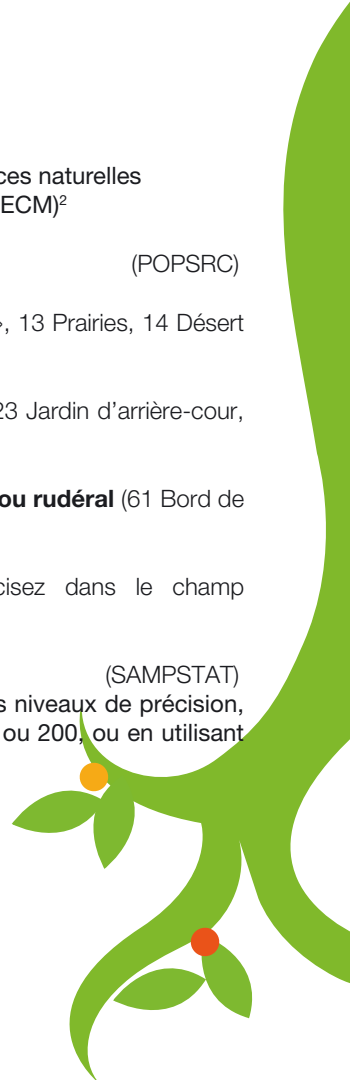 ces naturelles
ECM)²
(POPSRC)
, 13 Prairies, 14 Désert
23 Jardin d'arrière-cour,
ou rudéral (61 Bord de
cisez dans le champ
(SAMPSTAT)
s niveaux de précision,
ou 200, ou en utilisant